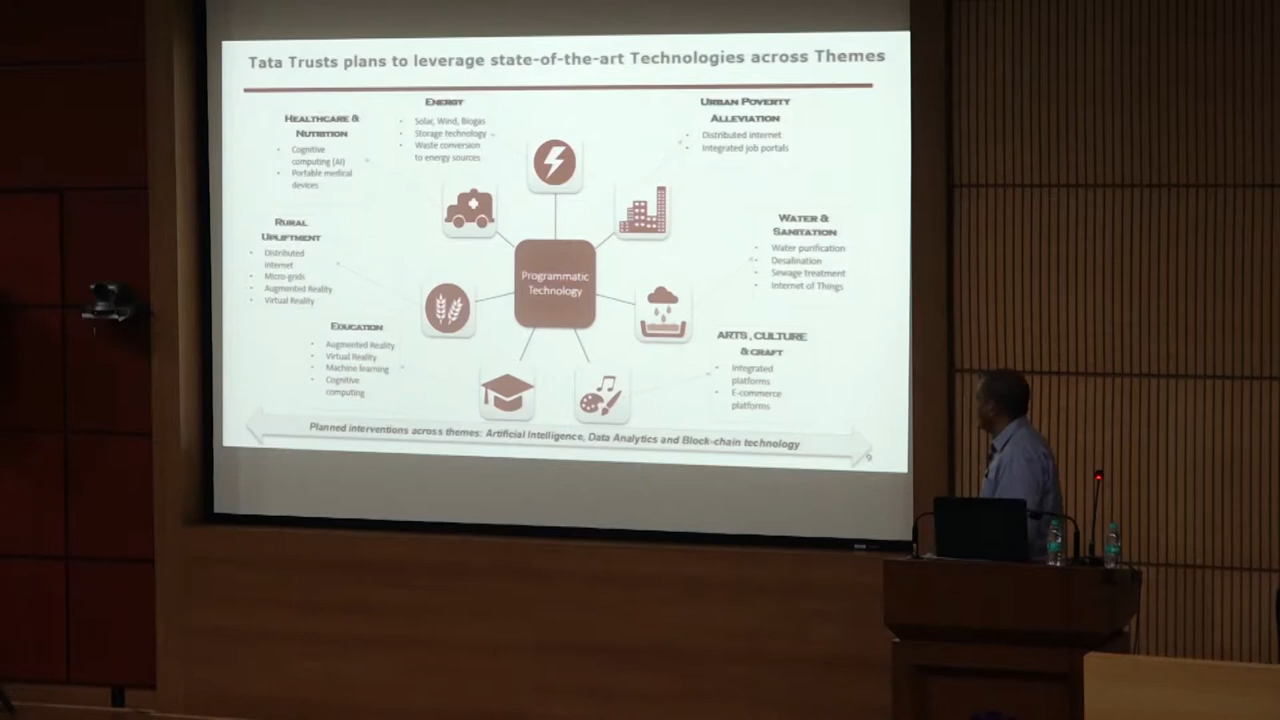 Tata Trusts plans to leverage state-of-the-art Technologies across Themes
HEALTHCARE &
NUTRITION
• Cognitive
computing (AI)
• Portable medical
devices
ENERGY
• Solar, Wind, Biogas
• Storage technology
• Waste conversion
to energy sources
URBAN POVERTY
ALLEVIATION
• Distributed internet
• Integrated job portals
RURAL
UPLIFTMENT
• Distributed
internet
• Micro-grids
• Augmented Reality
• Virtual Reality
Programmatic
Technology
WATER &
SANITATION
• Water purification
• Desalination
• Sewage treatment
• Internet of Things
EDUCATION
• Augmented Reality
• Virtual Reality
• Machine learning
• Cognitive
computing
ARTS, CULTURE
& CRAFT
• Integrated
platforms
• E-commerce
platforms
Planned interventions across themes: Artificial Intelligence, Data Analytics and Block-chain technology
9